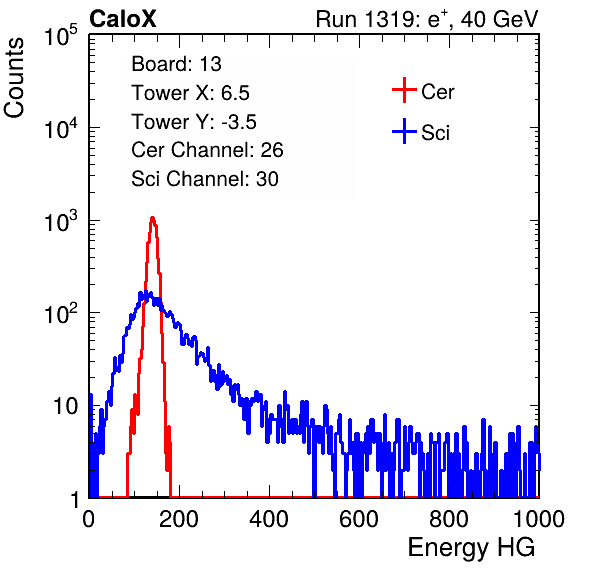 CaloX Run 1319: e⁺, 40 GeV
Counts
10⁵
10⁴
10³
10²
10
1
Board: 13
Tower X: 6.5
Tower Y: -3.5
Cer Channel: 26
Sci Channel: 30
Cer
Sci
0 200 400 600 800 1000
Energy HG